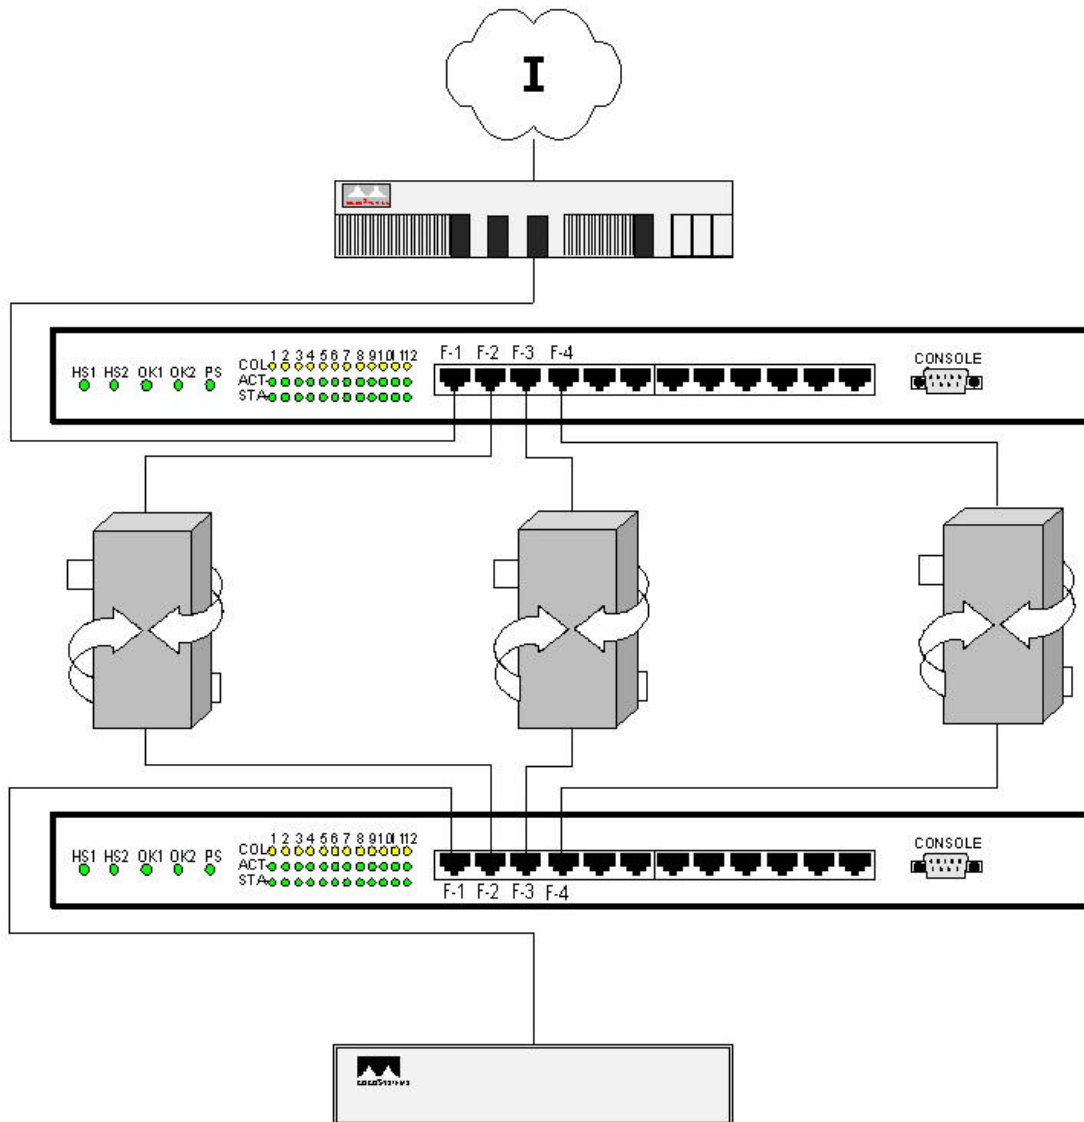 I
F-1 F-2 F-3 F-4
CONSOLE
HS1 HS2 OK1 OK2 PS
1 2 3 4 5 6 7 8 9 10 11 12
COL
ACT
STA
1 2 3 4 5 6 7 8 9 10 11 12
COL
ACT
STA
HS1 HS2 OK1 OK2 PS
CONSOLE
F-1 F-2 F-3 F-4